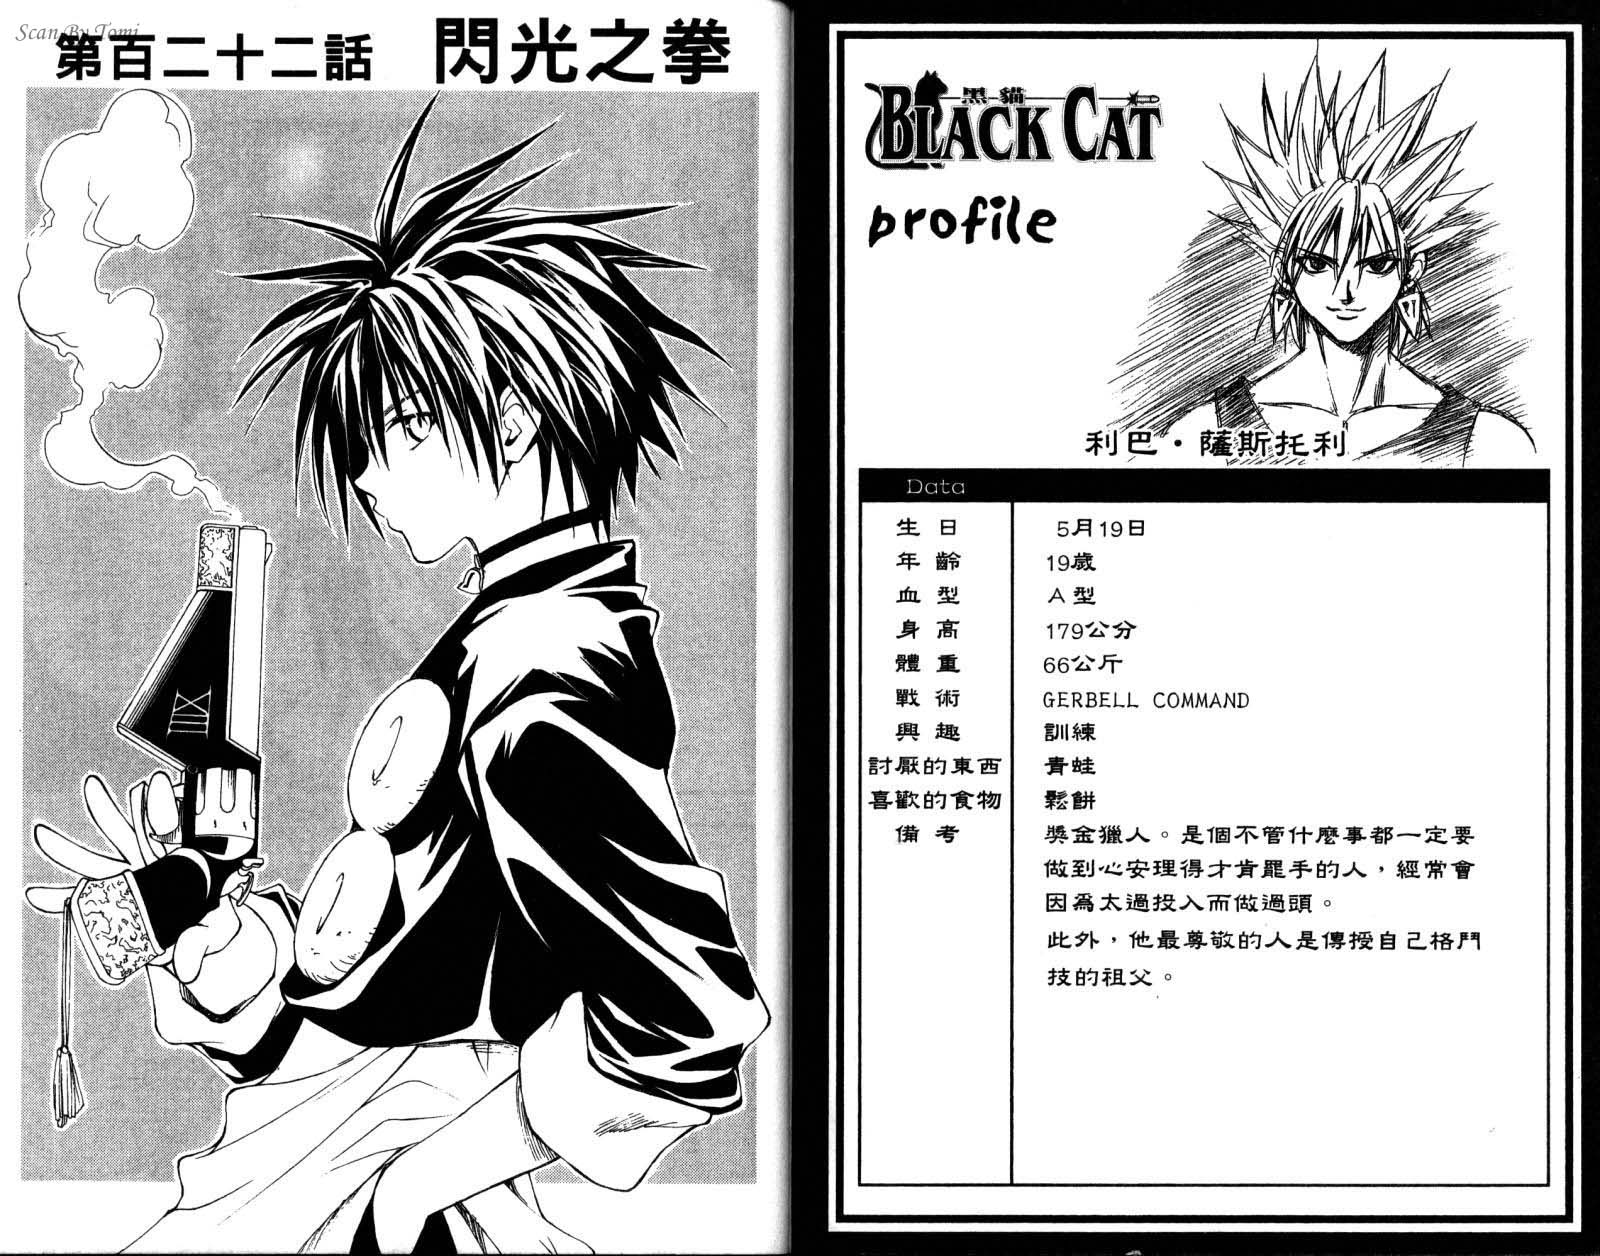 Scan By Tomi
第百二十二話 閃光之拳
黑貓
BLACK CAT
profile
利巴・薩斯托利
Data
生日 5月19日
年齡 19歲
血型 A型
身高 179公分
體重 66公斤
戰術 GERBELL COMMAND
興趣 訓練
討厭的東西 青蛙
喜歡的食物 鬆餅
備考 獎金獵人。是個不管什麼事都一定要
做到心安理得才肯罷手的人，經常會
因為太過投入而做過頭。
此外，他最尊敬的人是傳授自己格鬥
技的祖父。